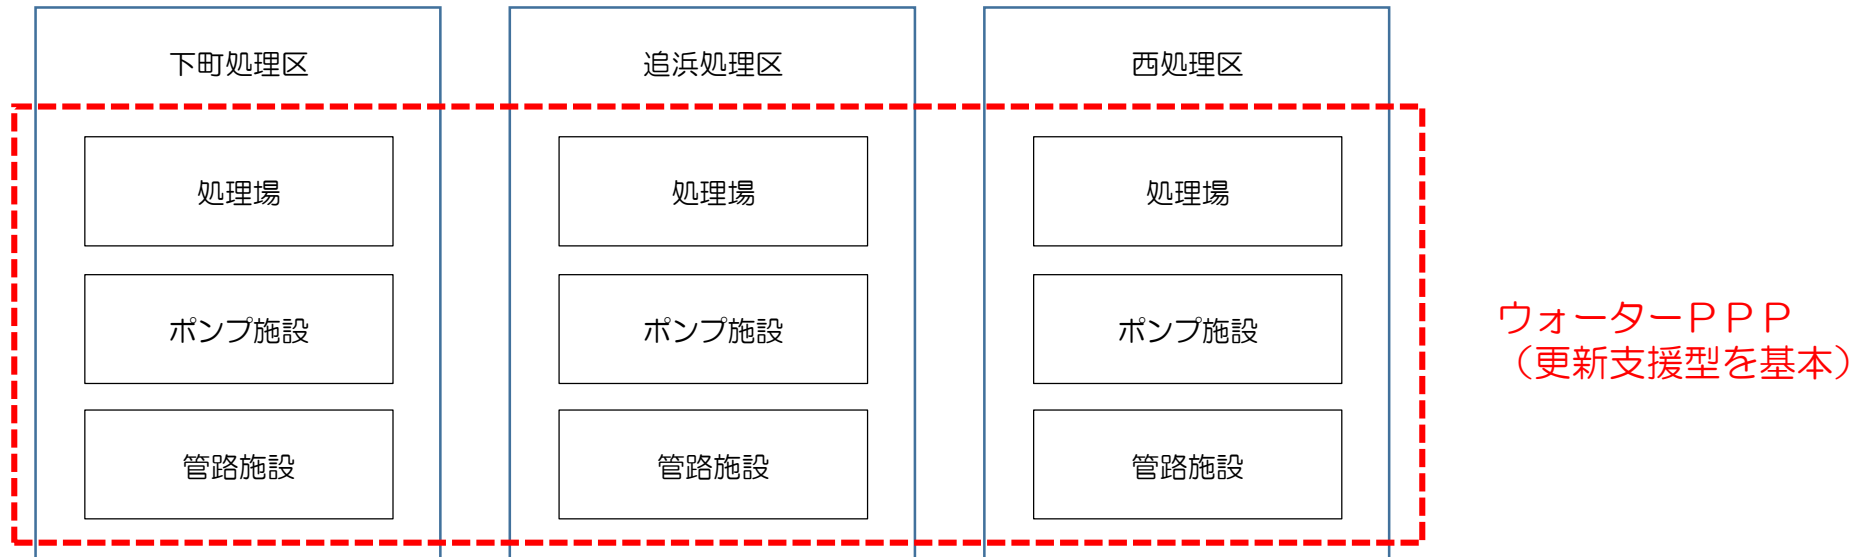 下町処理区
追浜処理区
西処理区
処理場
処理場
処理場
ポンプ施設
ポンプ施設
ポンプ施設
管路施設
管路施設
管路施設
ウォーターＰＰＰ
（更新支援型を基本）